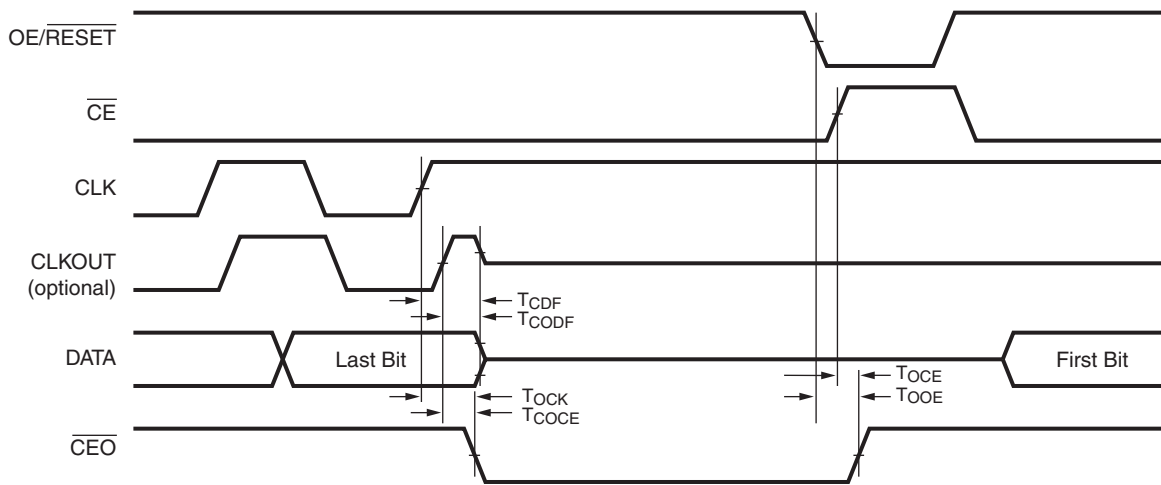 OE/RESET
CE
CLK
CLKOUT
(optional)
TCDF
TCODF
DATA
Last Bit
First Bit
TOCE
TOOE
TOCK
TCOCE
CEO